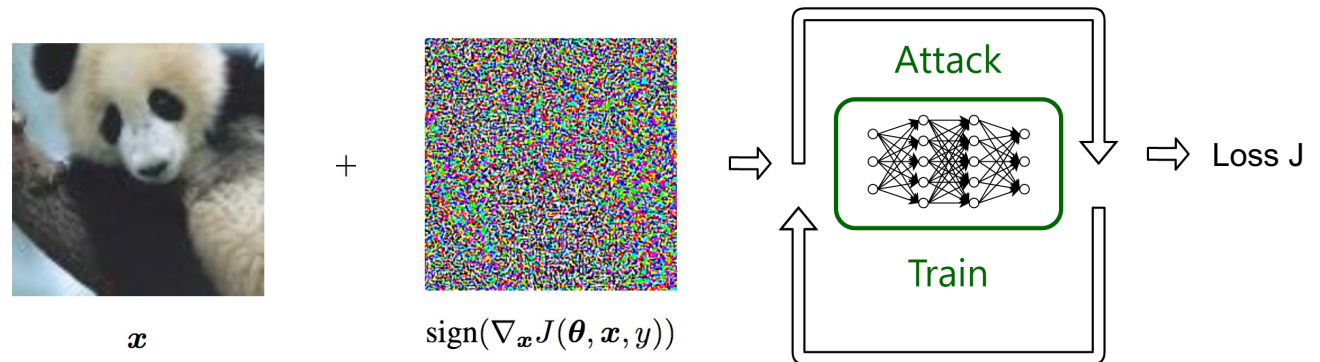 Attack
+
Loss J
Train
x
sign(∇ₓJ(θ, x, y))